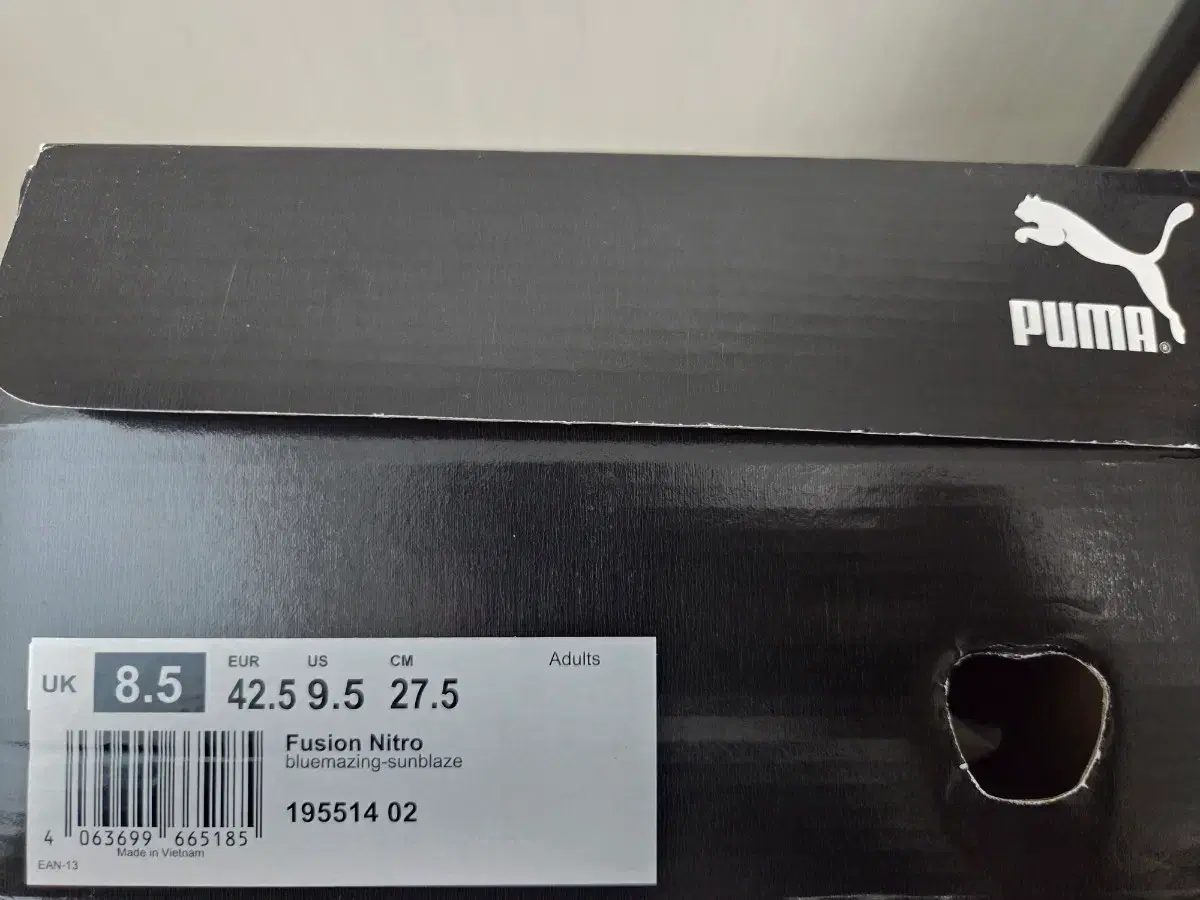 PUMA®
UK 8.5
EUR US CM Adults
42.5 9.5 27.5
Fusion Nitro
bluemazing-sunblaze
195514 02
4 063699 665185
Made in Vietnam
EAN-13